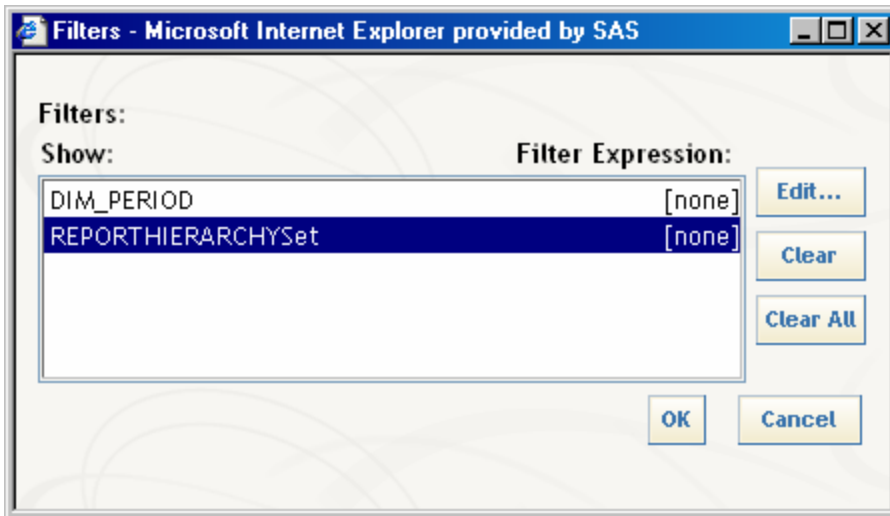 Filters - Microsoft Internet Explorer provided by SAS
Filters:
Show: Filter Expression:
DIM_PERIOD [none]
REPORTHIERARCHYSet [none]
Edit...
Clear
Clear All
OK Cancel